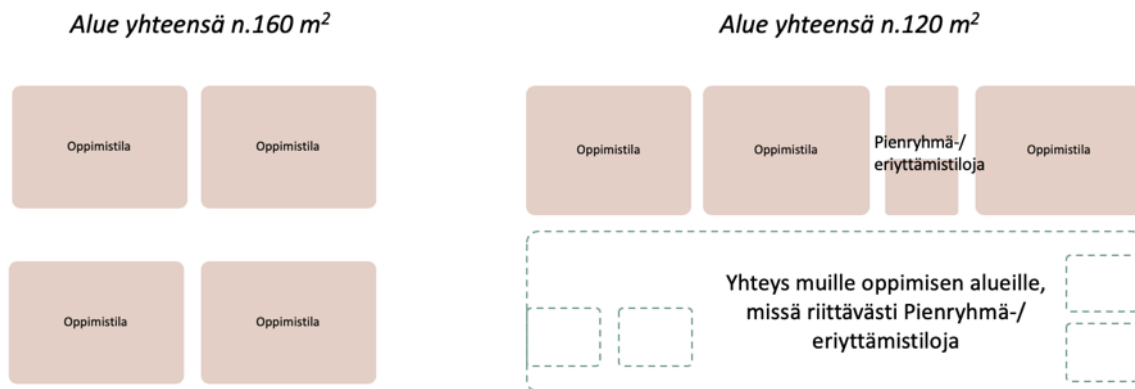 Alue yhteensä n.160 m²
Alue yhteensä n.120 m²
Oppimistila
Oppimistila
Oppimistila
Oppimistila
Pienryhmä-/
eriyttämistiloja
Oppimistila
Oppimistila
Oppimistila
Yhteys muille oppimisen alueille,
missä riittävästi Pienryhmä-/
eriyttämistiloja